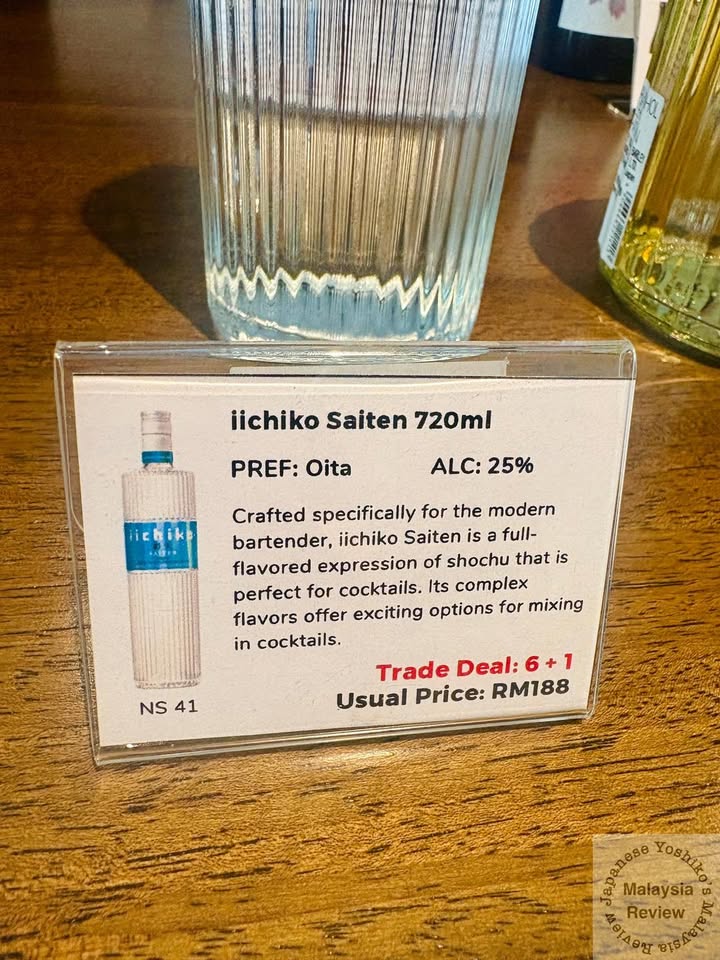 iichiko Saiten 720ml
PREF: Oita
ALC: 25%
Crafted specifically for the modern
bartender, iichiko Saiten is a full-
flavored expression of shochu that is
perfect for cocktails. Its complex
flavors offer exciting options for mixing
in cocktails.
Trade Deal: 6 + 1
Usual Price: RM188
iichiko
SAITEN
NS 41
Japanese Yoshiko's Malaysia Review
Malaysia
Review